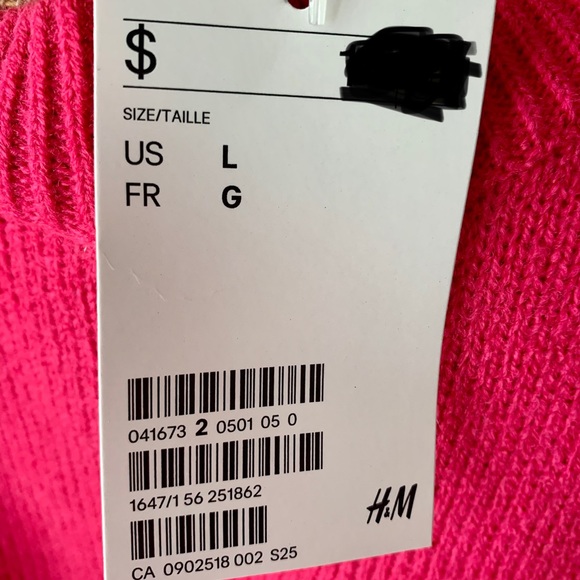 $
SIZE/TAILLE
US L
FR G
041673 2 0501 05 0
1647/1 56 251862
H&M
CA 0902518 002 S25